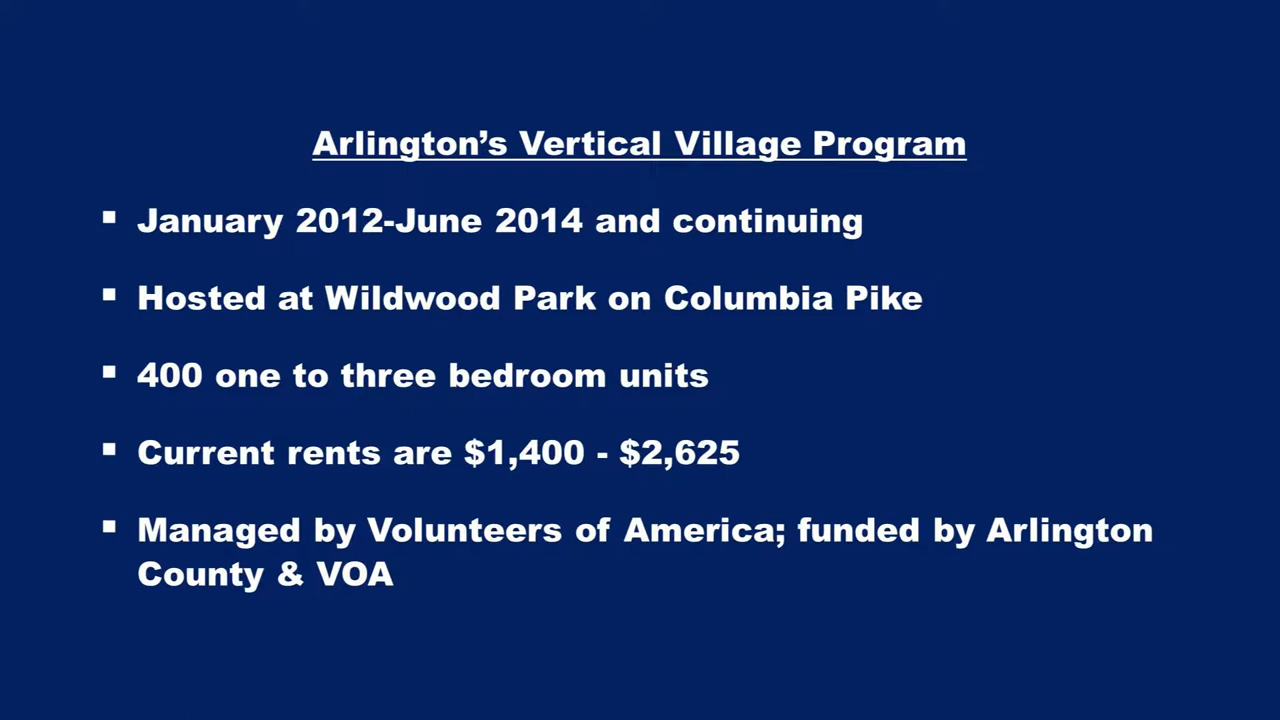 Arlington’s Vertical Village Program
▪ January 2012-June 2014 and continuing
▪ Hosted at Wildwood Park on Columbia Pike
▪ 400 one to three bedroom units
▪ Current rents are $1,400 - $2,625
▪ Managed by Volunteers of America; funded by Arlington
County & VOA